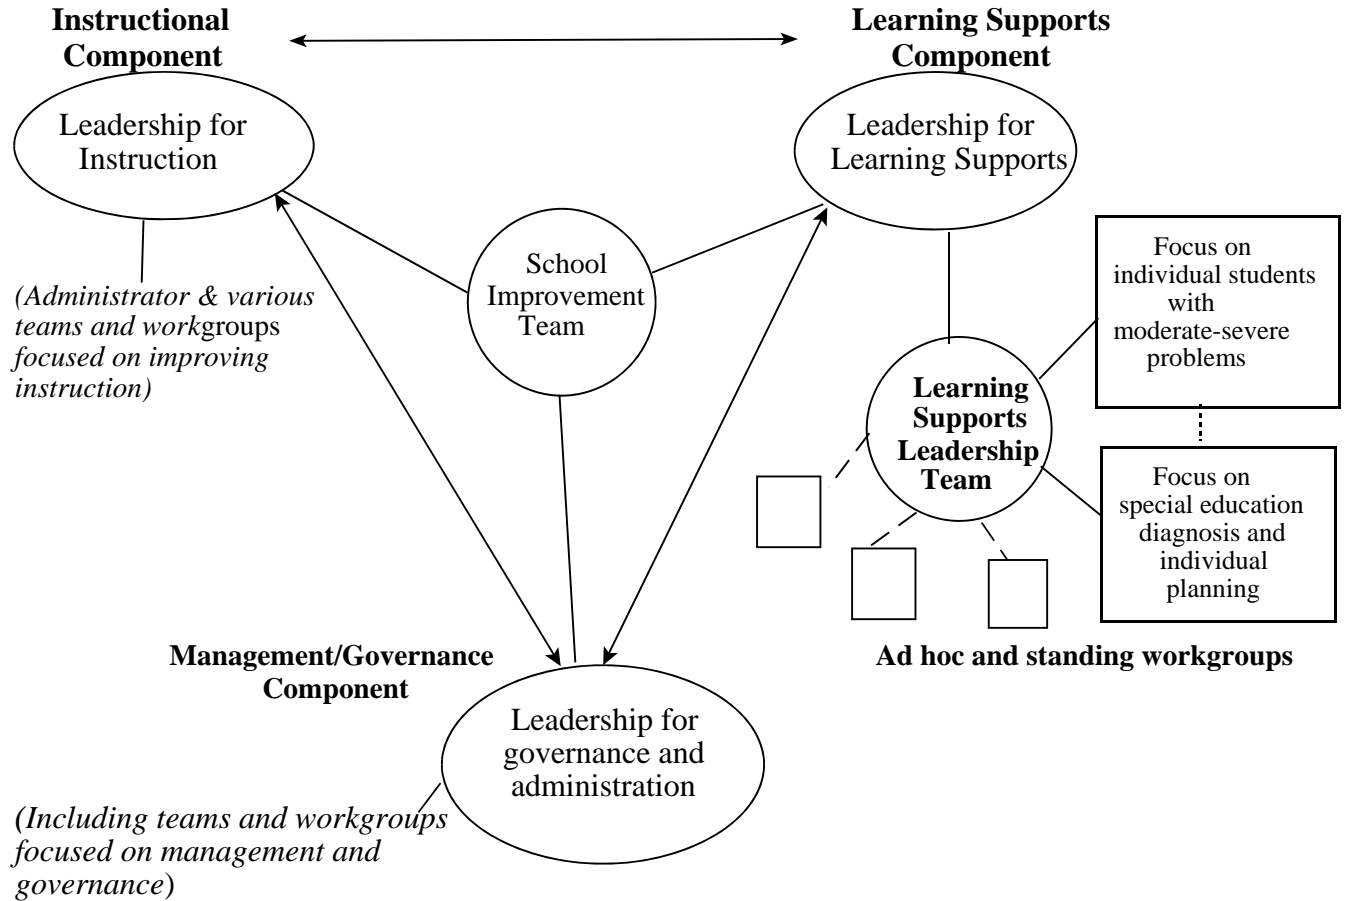 Instructional
Component
Learning Supports
Component
Leadership for
Instruction
Leadership for
Learning Supports
School
Improvement
Team
(Administrator & various
teams and workgroups
focused on improving
instruction)
Focus on
individual students
with
moderate-severe
problems
Learning
Supports
Leadership
Team
Focus on
special education
diagnosis and
individual
planning
Ad hoc and standing workgroups
Management/Governance
Component
Leadership for
governance and
administration
(Including teams and workgroups
focused on management and
governance)